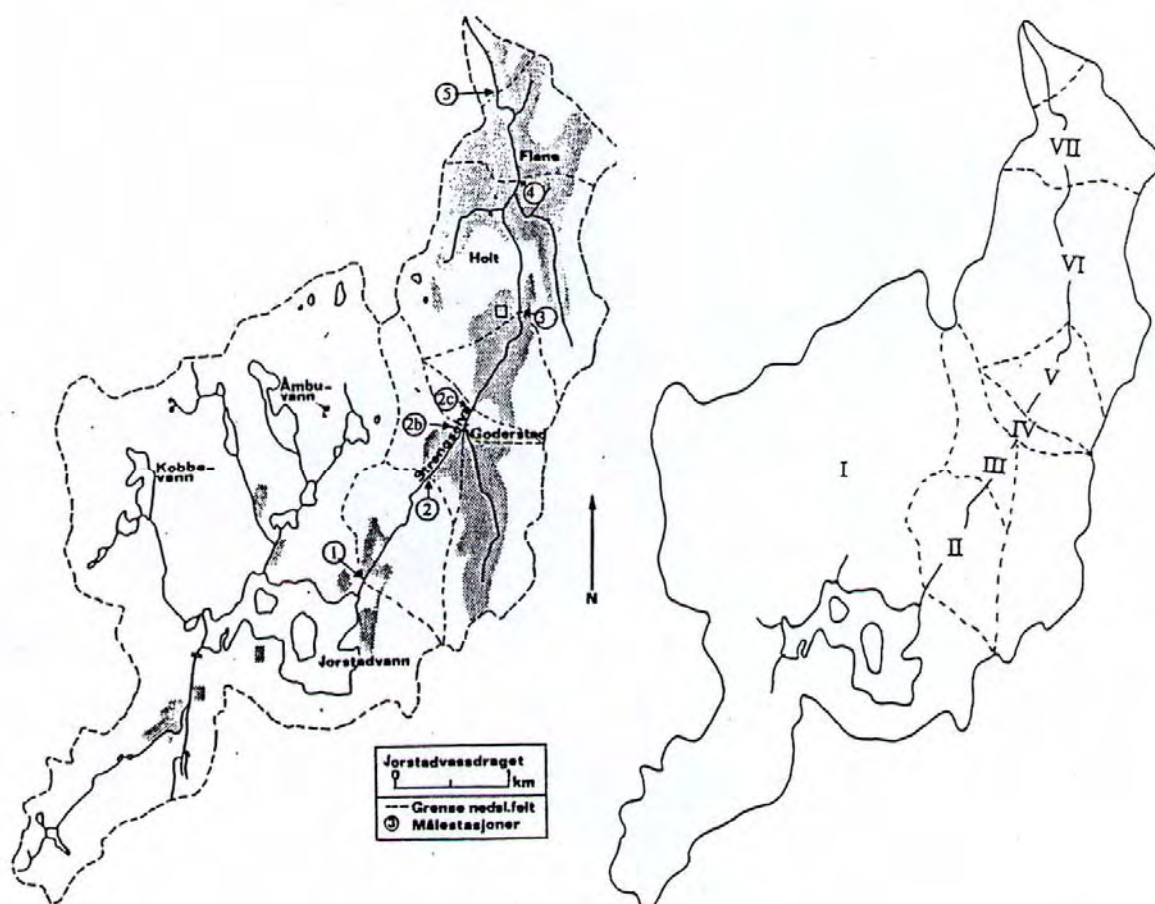 5
Flene
4
Holt
3
Åmbu-
vann
2c
2b
Goderstad
Kobbe-
vann
2
1
N
Jorstadvann
Jorstadvassdraget
km
Grense nedsl.felt
Målestasjoner
VII
VI
V
IV
III
I
II